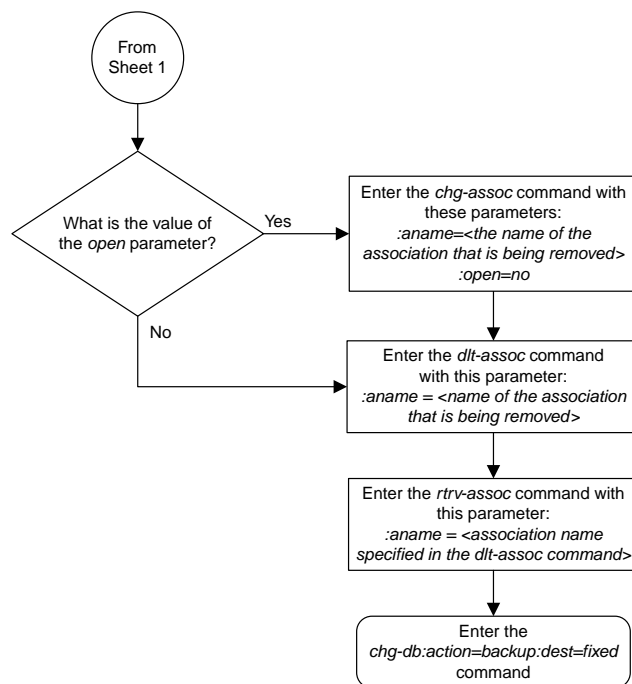 From
Sheet 1
What is the value of
the open parameter?
Yes
Enter the chg-assoc command with
these parameters:
:aname=<the name of the
association that is being removed>
:open=no
No
Enter the dlt-assoc command
with this parameter:
:aname = <name of the association
that is being removed>
Enter the rtrv-assoc command with
this parameter:
:aname = <association name
specified in the dlt-assoc command>
Enter the
chg-db:action=backup:dest=fixed
command